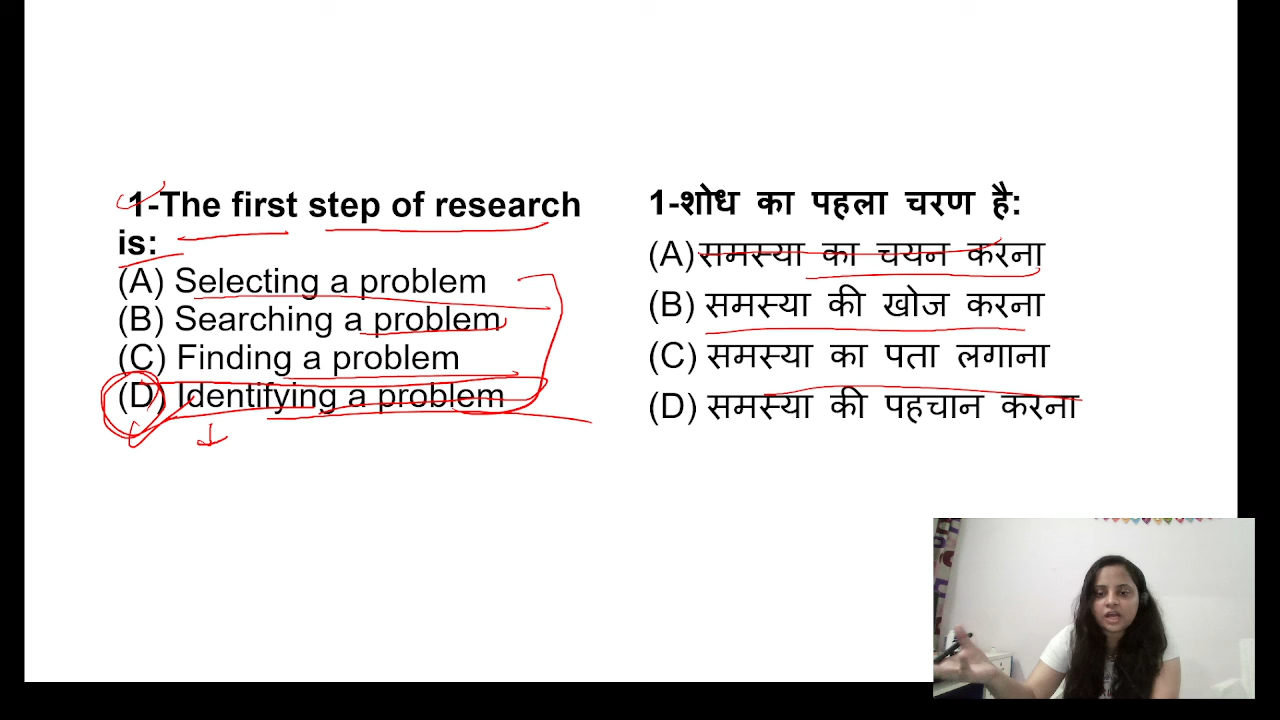 1-The first step of research
is:
(A) Selecting a problem
(B) Searching a problem
(C) Finding a problem
(D) Identifying a problem
1-शोध का पहला चरण है:
(A) समस्या का चयन करना
(B) समस्या की खोज करना
(C) समस्या का पता लगाना
(D) समस्या की पहचान करना